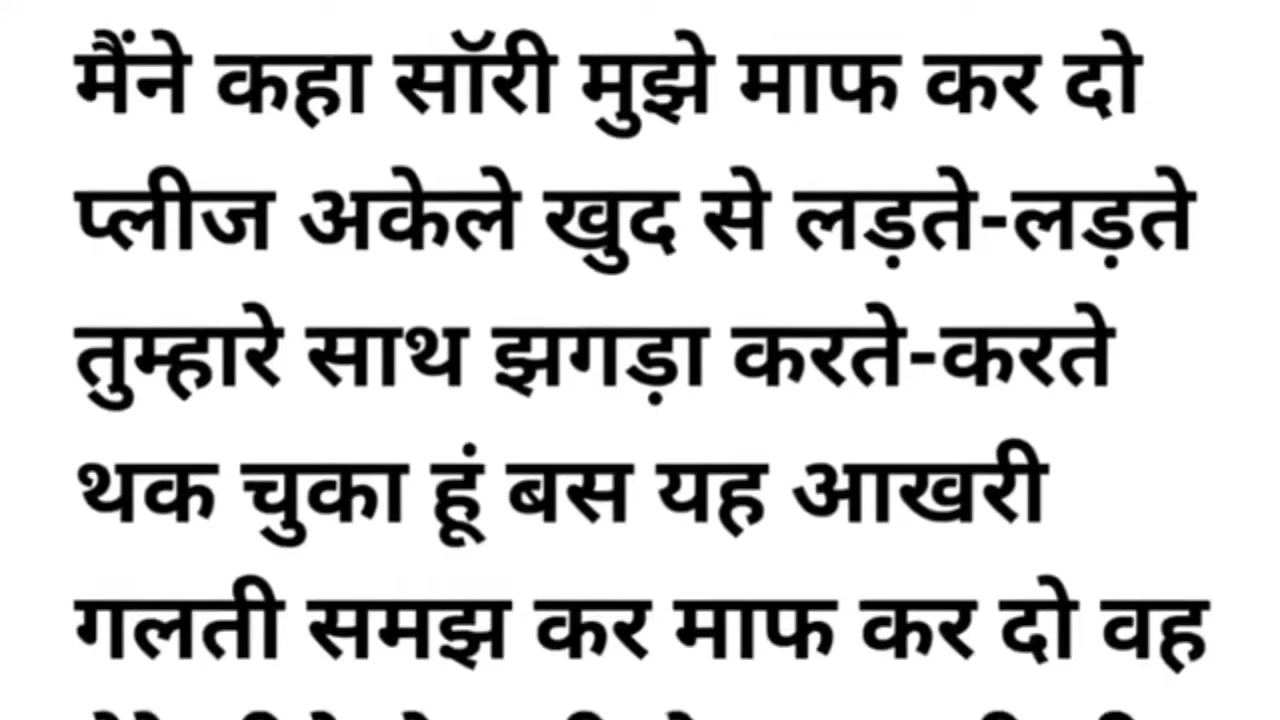 मैंने कहा सॉरी मुझे माफ कर दो
प्लीज अकेले खुद से लड़ते-लड़ते
तुम्हारे साथ झगड़ा करते-करते
थक चुका हूं बस यह आखरी
गलती समझ कर माफ कर दो वह